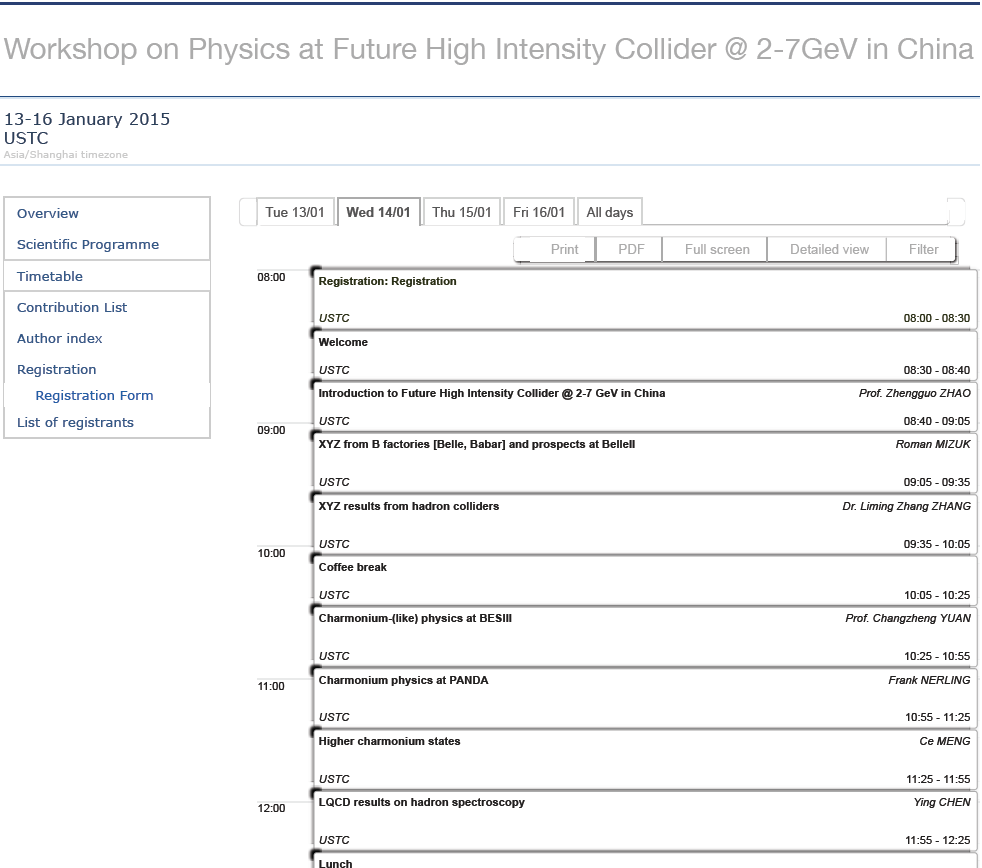 Workshop on Physics at Future High Intensity Collider @ 2-7GeV in China
13-16 January 2015
USTC
Asia/Shanghai timezone
Overview
Scientific Programme
Timetable
Contribution List
Author index
Registration
Registration Form
List of registrants
Tue 13/01 Wed 14/01 Thu 15/01 Fri 16/01 All days
Print PDF Full screen Detailed view Filter
08:00
Registration: Registration
USTC 08:00 - 08:30
Welcome
USTC 08:30 - 08:40
Introduction to Future High Intensity Collider @ 2-7 GeV in China Prof. Zhengguo ZHAO
USTC 08:40 - 09:05
09:00
XYZ from B factories [Belle, Babar] and prospects at BelleII Roman MIZUK
USTC 09:05 - 09:35
XYZ results from hadron colliders Dr. Liming Zhang ZHANG
USTC 09:35 - 10:05
10:00
Coffee break
USTC 10:05 - 10:25
Charmonium-(like) physics at BESIII Prof. Changzheng YUAN
USTC 10:25 - 10:55
11:00
Charmonium physics at PANDA Frank NERLING
USTC 10:55 - 11:25
Higher charmonium states Ce MENG
USTC 11:25 - 11:55
12:00
LQCD results on hadron spectroscopy Ying CHEN
USTC 11:55 - 12:25
Lunch